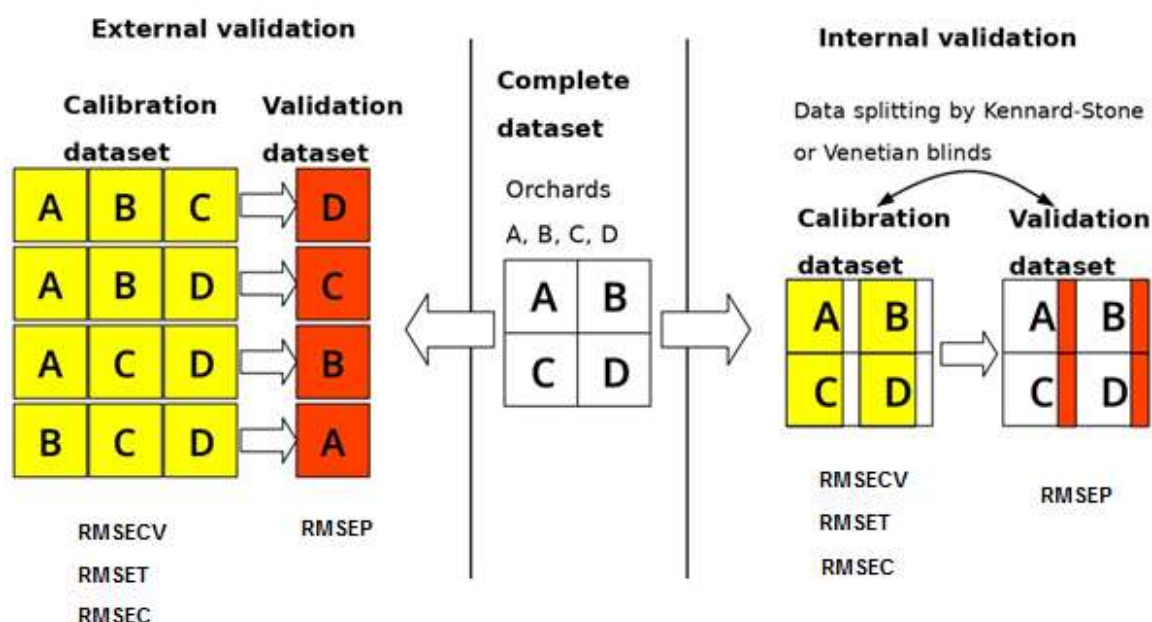 External validation
Calibration
dataset
Validation
dataset
A B C
D
A B D
C
A C D
B
B C D
A
RMSECV
RMSET
RMSEC
RMSEP
Complete
dataset
Orchards
A, B, C, D
A B
C D
Internal validation
Data splitting by Kennard-Stone
or Venetian blinds
Calibration
dataset
A B
C D
RMSECV
RMSET
RMSEC
Validation
dataset
A B
C D
RMSEP